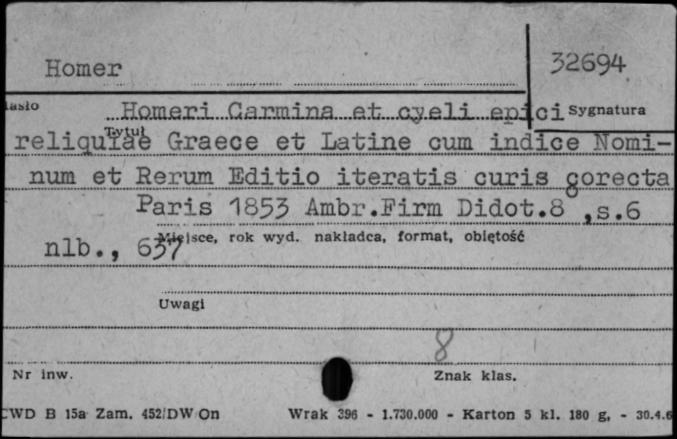 Homer
32694
Hasło
Sygnatura
Homeri Carmina et cyeli epici
Tytuł
reliquiae Graece et Latine cum indice Nomi-
num et Rerum Editio iteratis curis gorecta
Paris 1853 Ambr.Firm Didot.8 ,s.6
Miejsce, rok wyd. nakładca, format, objętość
nlb., 637
Uwagi
8
Nr inw.
Znak klas.
CWD B 15a Zam. 452/DW/On Wrak 396 - 1.730.000 - Karton 5 kl. 180 g. - 30.4.6